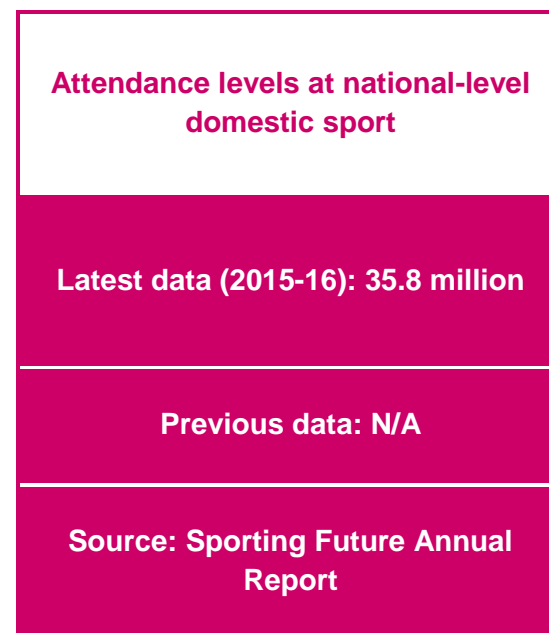 Attendance levels at national-level
domestic sport
Latest data (2015-16): 35.8 million
Previous data: N/A
Source: Sporting Future Annual
Report